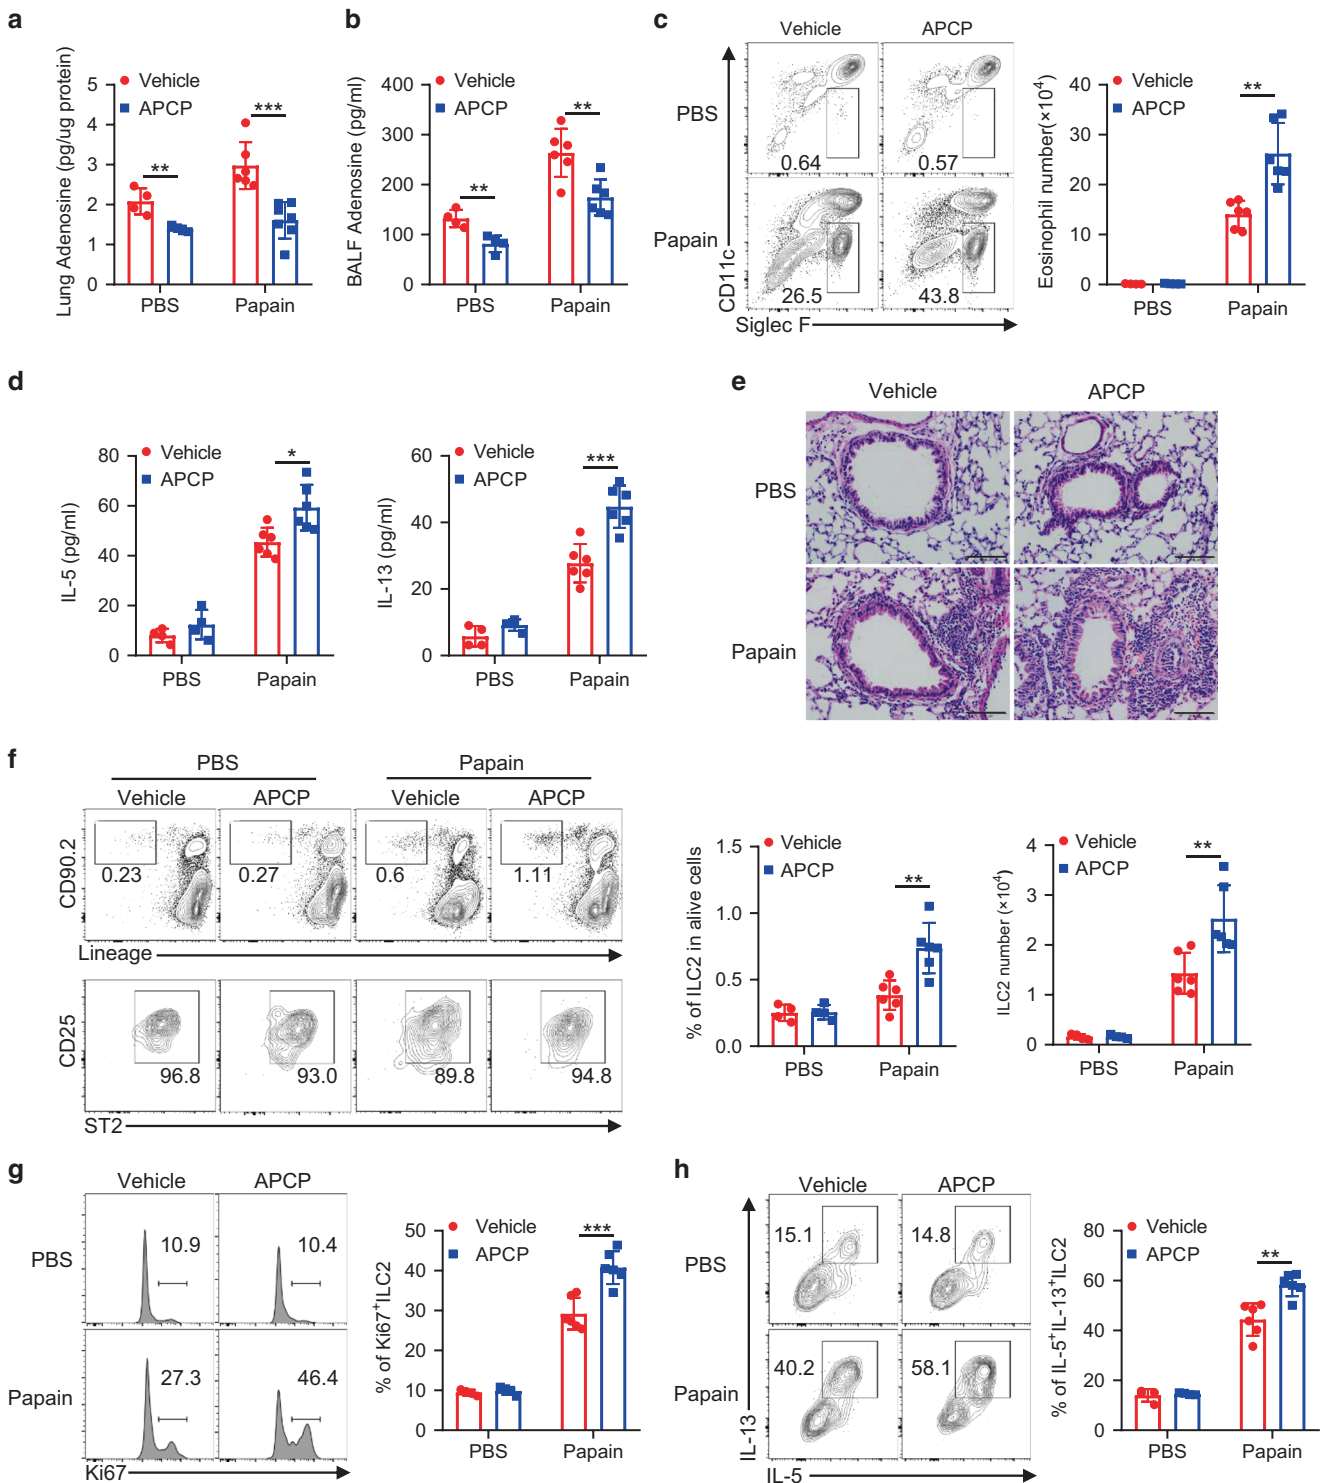 a
Lung Adenosine (pg/ug protein)
Vehicle
APCP
5
4
3
2
1
0
**
***
PBS
Papain
b
BALF Adenosine (pg/ml)
Vehicle
APCP
400
300
200
100
0
**
**
PBS
Papain
c
Vehicle
APCP
PBS
0.64
0.57
Papain
26.5
43.8
CD11c
Siglec F
Eosinophil number(×10⁴)
Vehicle
APCP
40
30
20
10
0
**
PBS
Papain
d
IL-5 (pg/ml)
Vehicle
APCP
80
60
40
20
0
*
PBS
Papain
IL-13 (pg/ml)
Vehicle
APCP
60
40
20
0
***
PBS
Papain
e
Vehicle
APCP
PBS
Papain
f
PBS
Papain
Vehicle
APCP
Vehicle
APCP
CD90.2
0.23
0.27
0.6
1.11
Lineage
CD25
96.8
93.0
89.8
94.8
ST2
% of ILC2 in alive cells
Vehicle
APCP
1.5
1.0
0.5
0.0
**
PBS
Papain
ILC2 number (×10⁴)
Vehicle
APCP
4
3
2
1
0
**
PBS
Papain
g
Vehicle
APCP
PBS
10.9
10.4
Papain
27.3
46.4
Ki67
% of Ki67⁺ILC2
Vehicle
APCP
50
40
30
20
10
0
***
PBS
Papain
h
Vehicle
APCP
PBS
15.1
14.8
Papain
40.2
58.1
IL-13
IL-5
% of IL-5⁺IL-13⁺ILC2
Vehicle
APCP
80
60
40
20
0
**
PBS
Papain